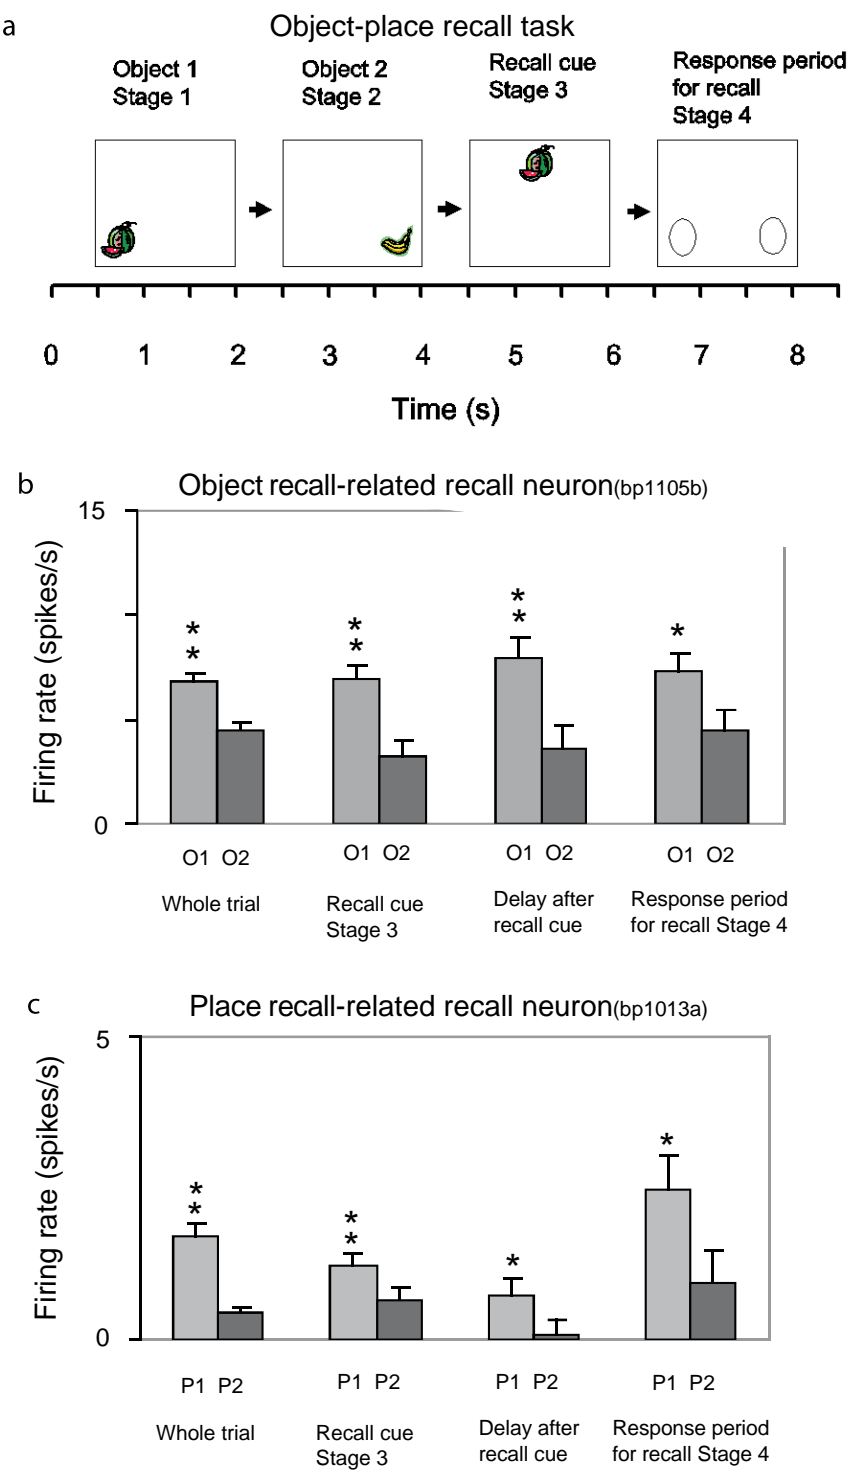 a
Object-place recall task
Object 1
Stage 1
Object 2
Stage 2
Recall cue
Stage 3
Response period
for recall
Stage 4
0 1 2 3 4 5 6 7 8
Time (s)
b
Object recall-related recall neuron(bp1105b)
15
Firing rate (spikes/s)
* * * * * * *
0
O1 O2 O1 O2 O1 O2 O1 O2
Whole trial
Recall cue
Stage 3
Delay after
recall cue
Response period
for recall Stage 4
c
Place recall-related recall neuron(bp1013a)
5
Firing rate (spikes/s)
* * * * * *
0
P1 P2 P1 P2 P1 P2 P1 P2
Whole trial
Recall cue
Stage 3
Delay after
recall cue
Response period
for recall Stage 4